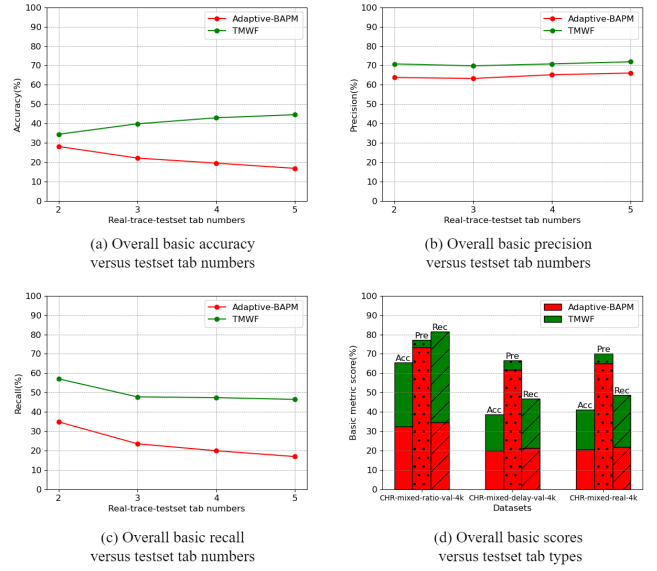 100
90
80
70
60
50
40
30
20
10
0
Accuracy(%)
Adaptive-BAPM
TMWF
2 3 4 5
Real-trace-testset tab numbers
(a) Overall basic accuracy
versus testset tab numbers
100
90
80
70
60
50
40
30
20
10
0
Precision(%)
Adaptive-BAPM
TMWF
2 3 4 5
Real-trace-testset tab numbers
(b) Overall basic precision
versus testset tab numbers
100
90
80
70
60
50
40
30
20
10
0
Recall(%)
Adaptive-BAPM
TMWF
2 3 4 5
Real-trace-testset tab numbers
(c) Overall basic recall
versus testset tab numbers
100
90
80
70
60
50
40
30
20
10
0
Basic metric score(%)
Adaptive-BAPM
TMWF
Acc Pre Rec
Acc Pre Rec
Acc Pre Rec
CHR-mixed-ratio-val-4k CHR-mixed-delay-val-4k CHR-mixed-real-4k
Datasets
(d) Overall basic scores
versus testset tab types